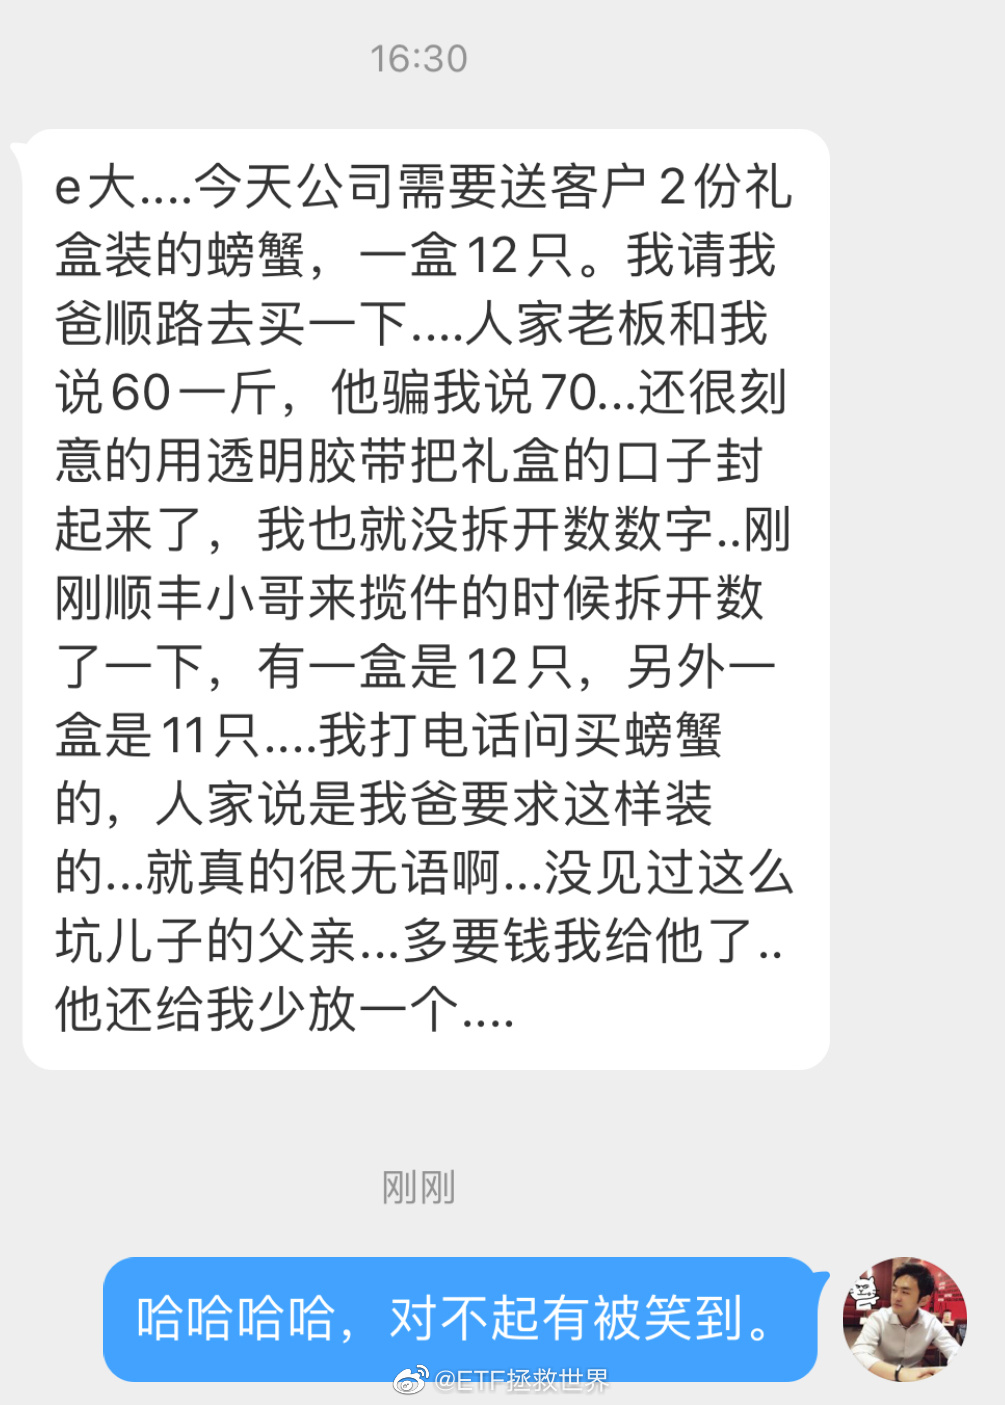 16:30
e大....今天公司需要送客户2份礼
盒装的螃蟹，一盒12只。我请我
爸顺路去买一下....人家老板和我
说60一斤，他骗我说70...还很刻
意的用透明胶带把礼盒的口子封
起来了，我也就没拆开数数字..刚
刚顺丰小哥来揽件的时候拆开数
了一下，有一盒是12只，另外一
盒是11只....我打电话问买螃蟹
的，人家说是我爸要求这样装
的...就真的很无语啊...没见过这么
坑儿子的父亲...多要钱我给他了..
他还给我少放一个....
刚刚
哈哈哈哈，对不起有被笑到。
@ETF拯救世界